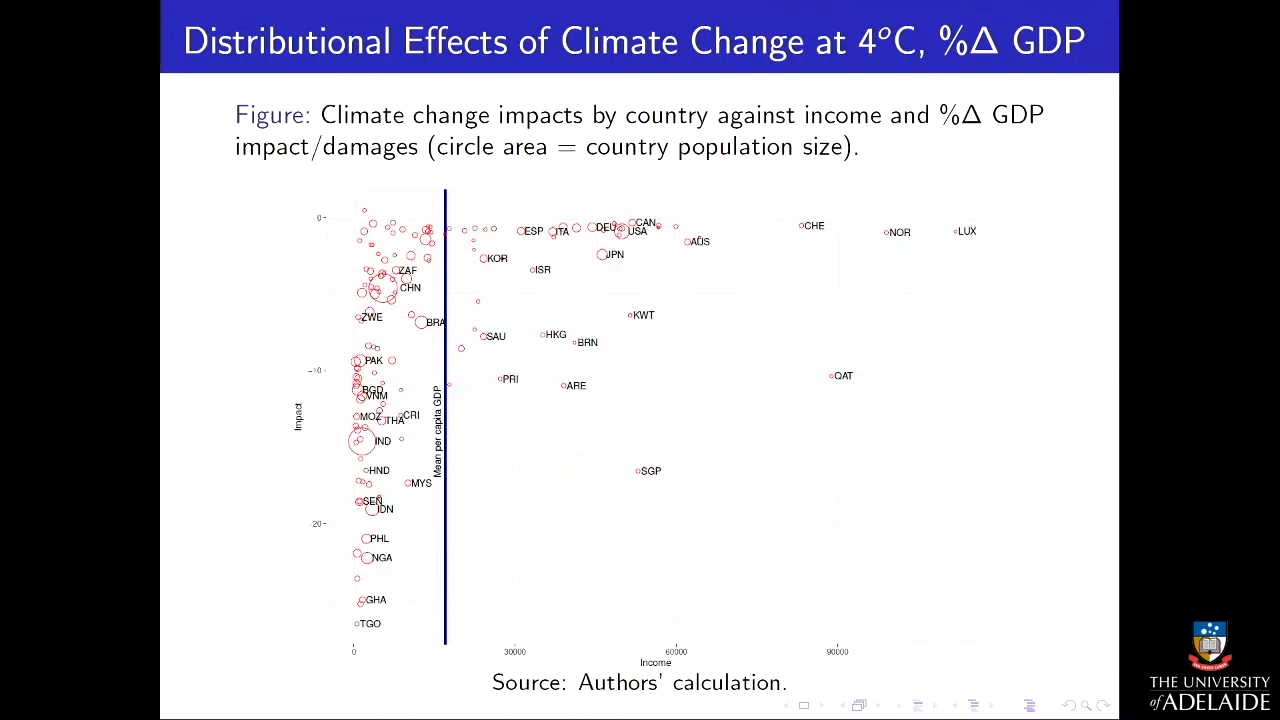 Distributional Effects of Climate Change at 4°C, %Δ GDP
Figure: Climate change impacts by country against income and %Δ GDP
impact/damages (circle area = country population size).
0
CAN
DEU
USA
ESP
ITA
CHE
NOR
LUX
AUS
JPN
KOR
ISR
ZAF
CHN
ZWE
BRA
KWT
SAU
HKG
BRN
PAK
-10
PRI
ARE
QAT
BGD
VNM
MOZ
THA
CRI
IND
Impact
Mean per capita GDP
HND
MYS
SGP
SEN
IDN
-20
PHL
NGA
GHA
TGO
0
30000
60000
90000
Income
Source: Authors' calculation.
THE UNIVERSITY
of ADELAIDE